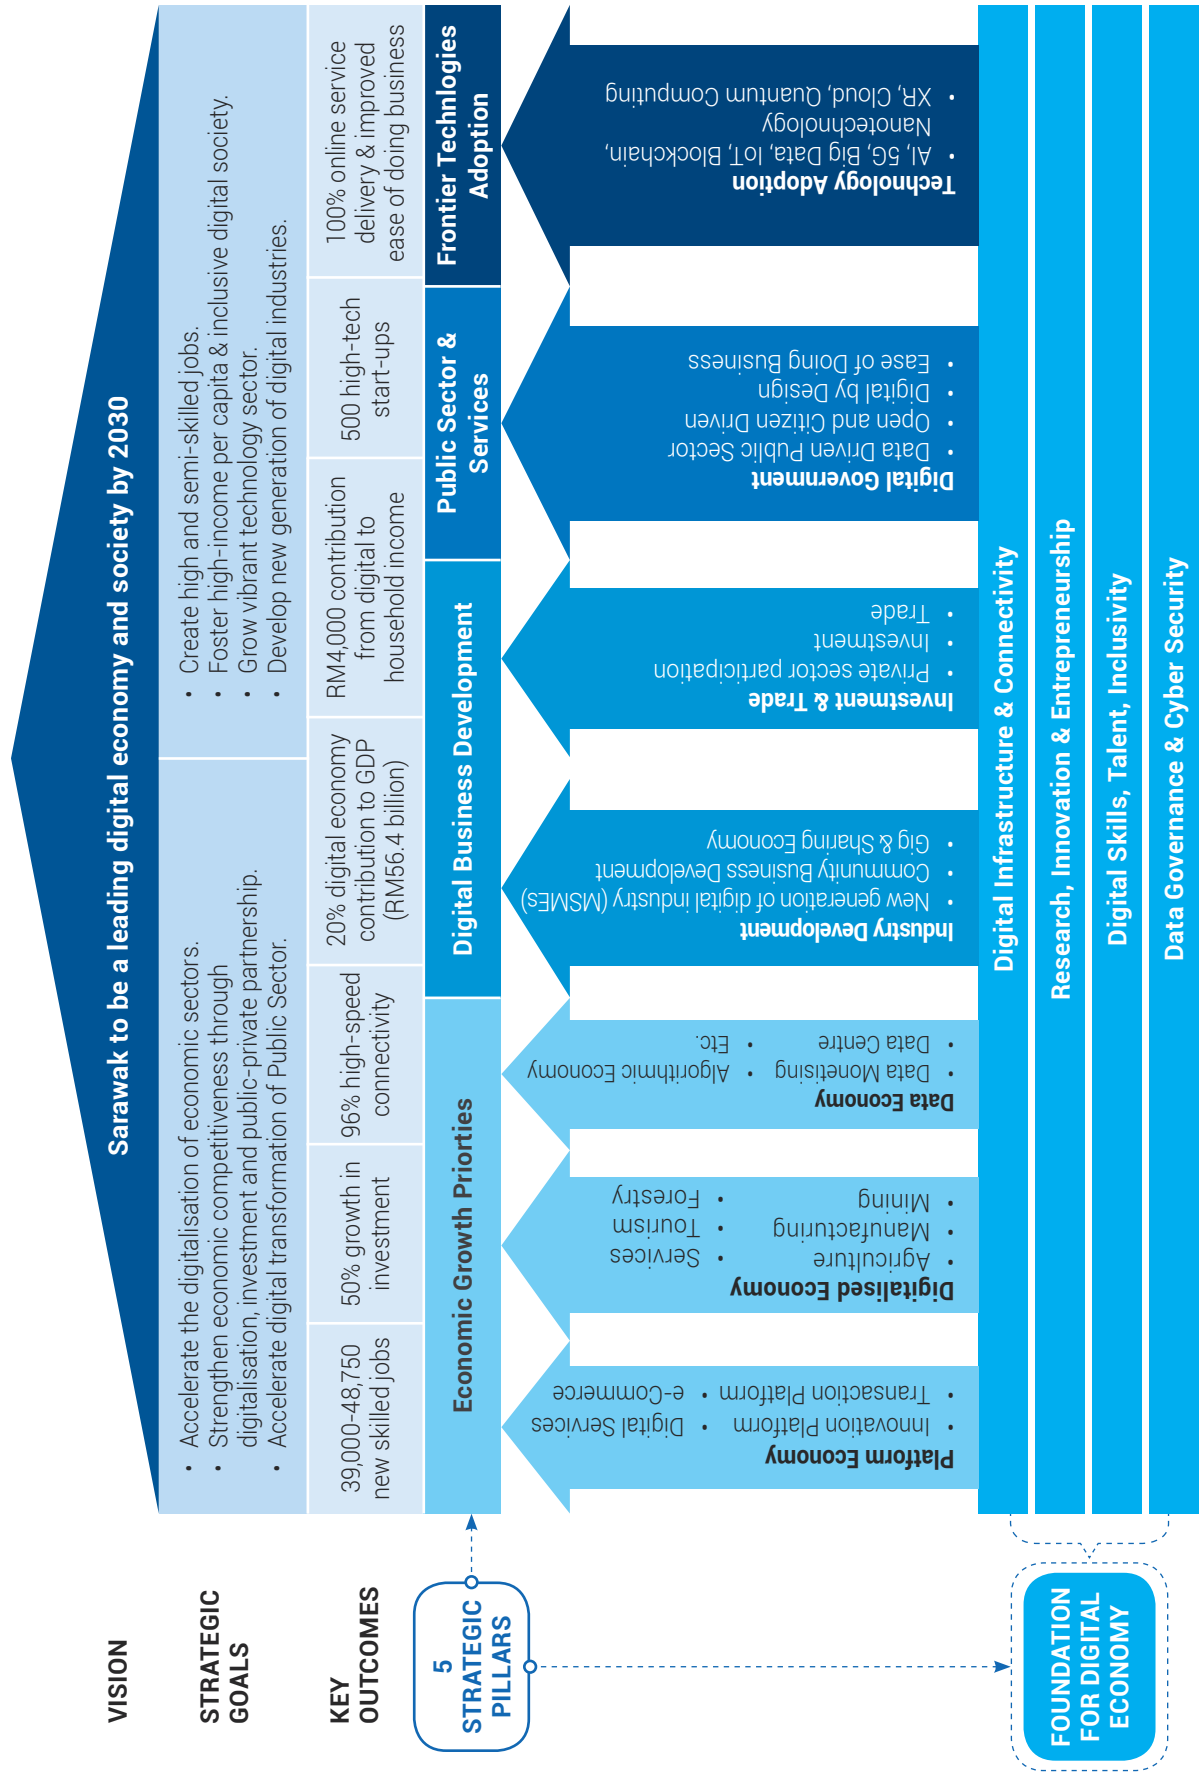 VISION
Sarawak to be a leading digital economy and society by 2030
STRATEGIC
GOALS
• Accelerate the digitalisation of economic sectors.
• Strengthen economic competitiveness through
digitalisation, investment and public-private partnership.
• Accelerate digital transformation of Public Sector.
• Create high and semi-skilled jobs.
• Foster high-income per capita & inclusive digital society.
• Grow vibrant technology sector.
• Develop new generation of digital industries.
KEY
OUTCOMES
39,000-48,750
new skilled jobs
50% growth in
investment
96% high-speed
connectivity
20% digital economy
contribution to GDP
(RM56.4 billion)
RM4,000 contribution
from digital to
household income
500 high-tech
start-ups
100% online service
delivery & improved
ease of doing business
5
STRATEGIC
PILLARS
Economic Growth Priorties
Digital Business Development
Public Sector &
Services
Frontier Technlogies
Adoption
Platform Economy
• Innovation Platform • Digital Services
• Transaction Platform • e-Commerce
Digitalised Economy
• Agriculture • Services
• Manufacturing • Tourism
• Mining • Forestry
Data Economy
• Data Monetising • Algorithmic Economy
• Data Centre • Etc.
Industry Development
• New generation of digital industry (MSMEs)
• Community Business Development
• Gig & Sharing Economy
Investment & Trade
• Private sector participation
• Investment
• Trade
Digital Government
• Data Driven Public Sector
• Open and Citizen Driven
• Digital by Design
• Ease of Doing Business
Technology Adoption
• AI, 5G, Big Data, IoT, Blockchain,
Nanotechnology
• XR, Cloud, Quantum Computing
FOUNDATION
FOR DIGITAL
ECONOMY
Digital Infrastructure & Connectivity
Research, Innovation & Entrepreneurship
Digital Skills, Talent, Inclusivity
Data Governance & Cyber Security